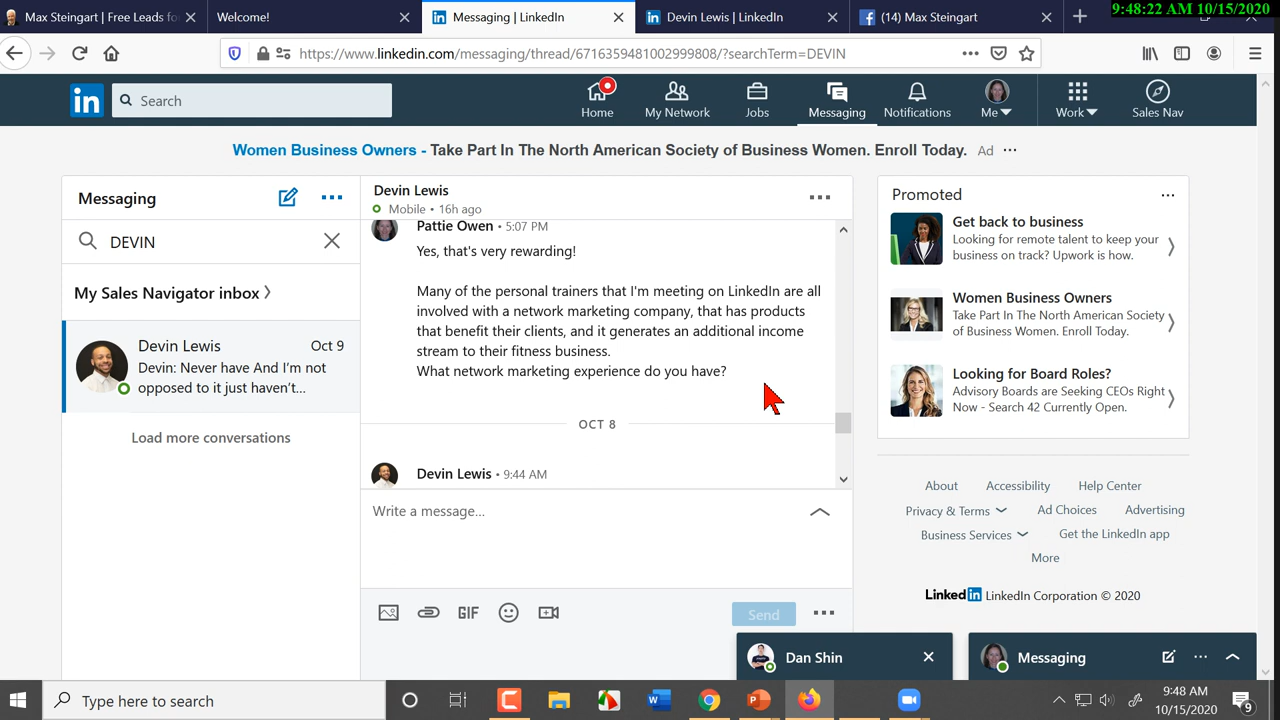 9:48:22 AM 10/15/2020
Max Steingart | Free Leads for
Welcome!
Messaging | LinkedIn
Devin Lewis | LinkedIn
(14) Max Steingart
https://www.linkedin.com/messaging/thread/6716359481002999808/?searchTerm=DEVIN
in
Search
Home
My Network
Jobs
Messaging
Notifications
Me
Work
Sales Nav
Women Business Owners - Take Part In The North American Society of Business Women. Enroll Today. Ad
Messaging
DEVIN
My Sales Navigator inbox
Devin Lewis
Oct 9
Devin: Never have And I'm not
opposed to it just haven't...
Load more conversations
Devin Lewis
Mobile • 16h ago
Pattie Owen • 5:07 PM
Yes, that's very rewarding!
Many of the personal trainers that I'm meeting on LinkedIn are all
involved with a network marketing company, that has products
that benefit their clients, and it generates an additional income
stream to their fitness business.
What network marketing experience do you have?
OCT 8
Devin Lewis • 9:44 AM
Write a message...
GIF
Send
Promoted
Get back to business
Looking for remote talent to keep your
business on track? Upwork is how.
Women Business Owners
Take Part In The North American Society
of Business Women. Enroll Today.
Looking for Board Roles?
Advisory Boards are Seeking CEOs Right
Now - Search 42 Currently Open.
About
Accessibility
Help Center
Privacy & Terms
Ad Choices
Advertising
Business Services
Get the LinkedIn app
More
Linked in LinkedIn Corporation © 2020
Dan Shin
Messaging
Type here to search
9:48 AM
10/15/2020
9